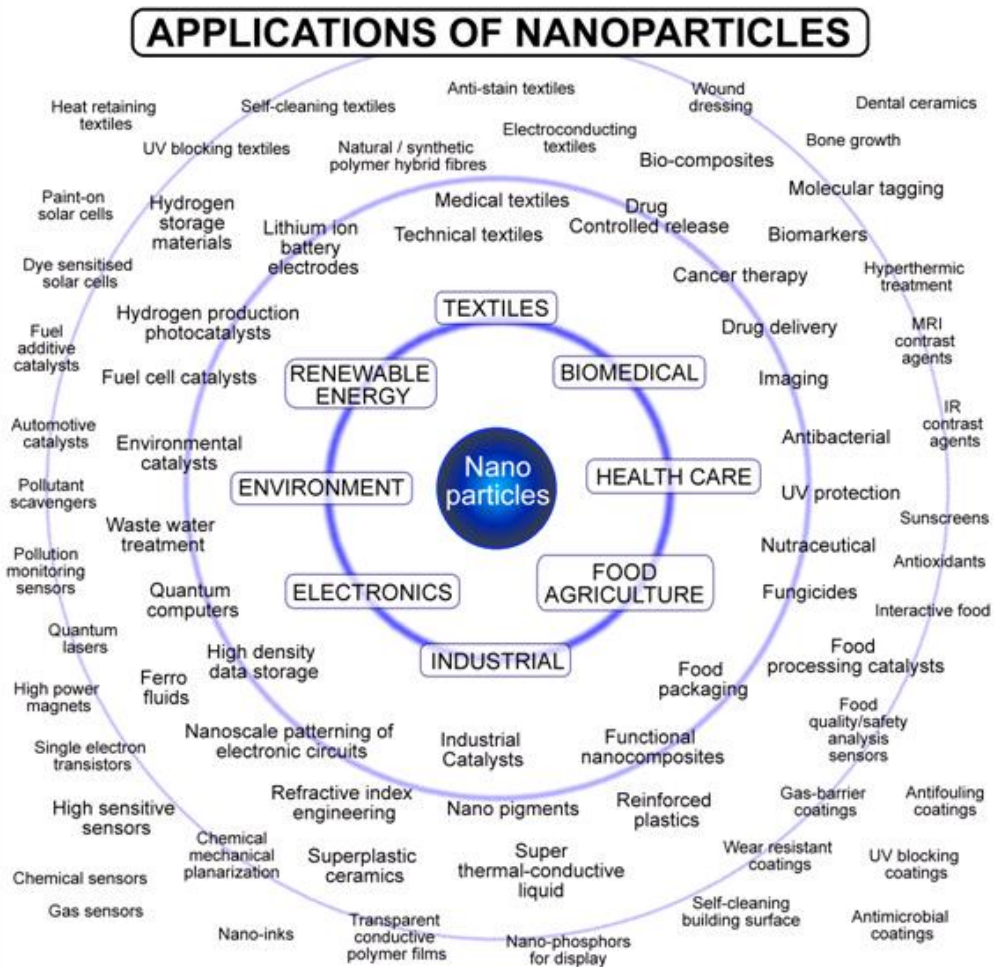 APPLICATIONS OF NANOPARTICLES
Anti-stain textiles
Wound
dressing
Heat retaining
textiles
Self-cleaning textiles
Dental ceramics
Electroconducting
textiles
Bone growth
UV blocking textiles
Natural / synthetic
polymer hybrid fibres
Bio-composites
Molecular tagging
Paint-on
solar cells
Hydrogen
storage
materials
Medical textiles
Drug
Controlled release
Lithium ion
battery
electrodes
Technical textiles
Biomarkers
Dye sensitised
solar cells
Cancer therapy
Hyperthermic
treatment
TEXTILES
Hydrogen production
photocatalysts
Drug delivery
MRI
contrast
agents
Fuel
additive
catalysts
Fuel cell catalysts
RENEWABLE
ENERGY
BIOMEDICAL
Imaging
IR
contrast
agents
Automotive
catalysts
Environmental
catalysts
Antibacterial
Nano
particles
Pollutant
scavengers
ENVIRONMENT
HEALTH CARE
UV protection
Sunscreens
Waste water
treatment
Nutraceutical
Antioxidants
Pollution
monitoring
sensors
Quantum
computers
ELECTRONICS
FOOD
AGRICULTURE
Fungicides
Interactive food
Quantum
lasers
High density
data storage
INDUSTRIAL
Food
processing catalysts
Ferro
fluids
Food
packaging
High power
magnets
Food
quality/safety
analysis
sensors
Single electron
transistors
Nanoscale patterning of
electronic circuits
Industrial
Catalysts
Functional
nanocomposites
High sensitive
sensors
Refractive index
engineering
Nano pigments
Reinforced
plastics
Gas-barrier
coatings
Antifouling
coatings
Chemical
mechanical
planarization
Superplastic
ceramics
Super
thermal-conductive
liquid
Wear resistant
coatings
UV blocking
coatings
Chemical sensors
Gas sensors
Nano-inks
Transparent
conductive
polymer films
Nano-phosphors
for display
Self-cleaning
building surface
Antimicrobial
coatings